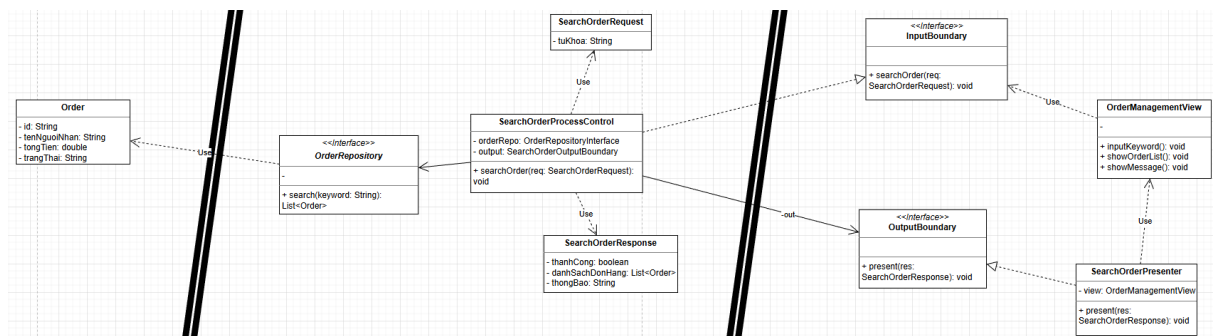 Order
- id: String
- tenNguoiNhan: String
- tongTien: double
- trangThai: String
Use
<<Interface>>
OrderRepository
-
+ search(keyword: String):
List<Order>
SearchOrderRequest
- tuKhoa: String
Use
SearchOrderProcessControl
- orderRepo: OrderRepositoryInterface
- output: SearchOrderOutputBoundary
+ searchOrder(req: SearchOrderRequest):
void
Use
SearchOrderResponse
- thanhCong: boolean
- danhSachDonHang: List<Order>
- thongBao: String
<<Interface>>
InputBoundary
+ searchOrder(req:
SearchOrderRequest): void
Use
-out
<<Interface>>
OutputBoundary
+ present(res:
SearchOrderResponse): void
OrderManagementView
-
+ inputKeyword(): void
+ showOrderList(): void
+ showMessage(): void
Use
SearchOrderPresenter
- view: OrderManagementView
+ present(res:
SearchOrderResponse): void